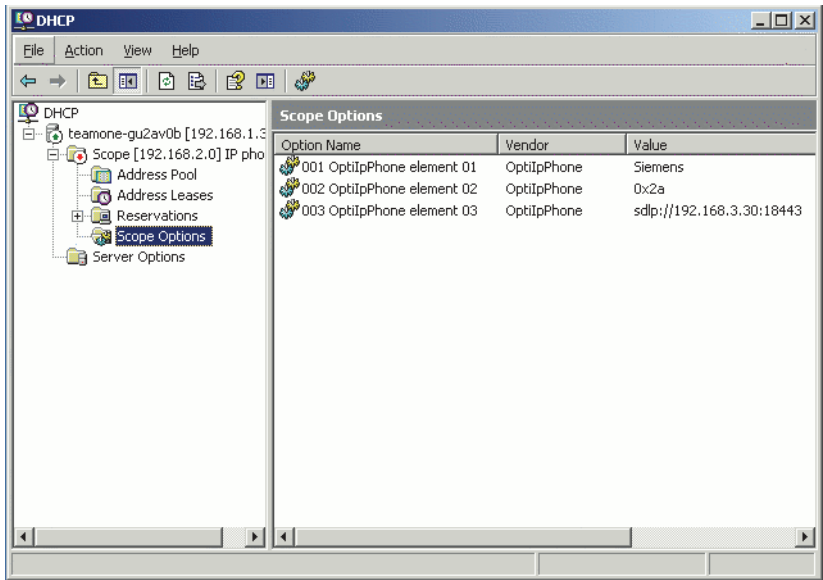 DHCP
File Action View Help
DHCP
teamone-gu2av0b [192.168.1.3
Scope [192.168.2.0] IP pho
Address Pool
Address Leases
Reservations
Scope Options
Server Options
Scope Options
Option Name Vendor Value
001 OptiIpPhone element 01 OptiIpPhone Siemens
002 OptiIpPhone element 02 OptiIpPhone 0x2a
003 OptiIpPhone element 03 OptiIpPhone sdlp://192.168.3.30:18443